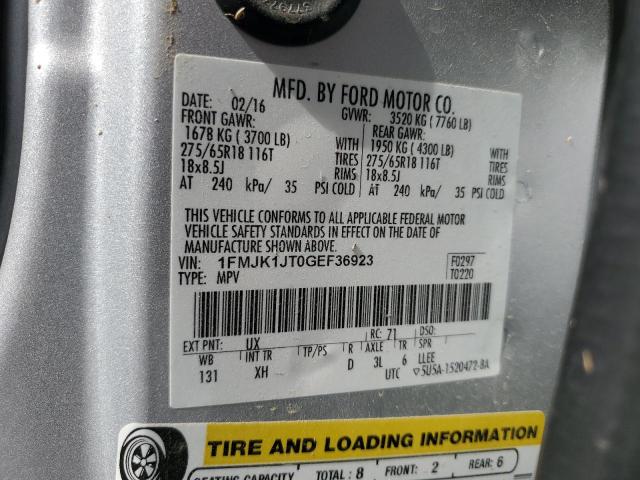 MFD. BY FORD MOTOR CO.
DATE: 02/16 GVWR: 3520 KG ( 7760 LB)
FRONT GAWR: REAR GAWR:
1678 KG ( 3700 LB) WITH 1950 KG ( 4300 LB) WITH
275/65R18 116T TIRES 275/65R18 116T TIRES
18x8.5J RIMS 18x8.5J RIMS
AT 240 kPa/ 35 PSI COLD AT 240 kPa/ 35 PSI COLD
THIS VEHICLE CONFORMS TO ALL APPLICABLE FEDERAL MOTOR
VEHICLE SAFETY STANDARDS IN EFFECT ON THE DATE OF
MANUFACTURE SHOWN ABOVE.
VIN: 1FMJK1JT0GEF36923 F0297
TYPE: MPV T0220
EXT PNT: UX RC: 71 DSO:
WB INT TR TP/PS R AXLE TR SPR
131 XH D 3L 6 LLEE
UTC ▽5U5A-1520472-BA
TIRE AND LOADING INFORMATION
SEATING CAPACITY TOTAL: 8 FRONT: 2 REAR: 6